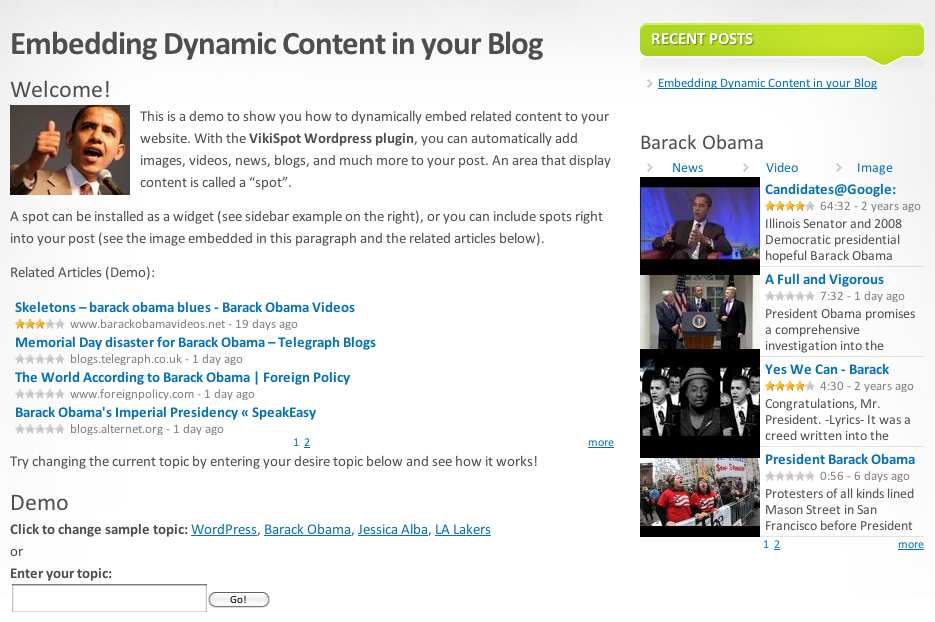 Embedding Dynamic Content in your Blog
Welcome!
This is a demo to show you how to dynamically embed related content to your
website. With the VikiSpot Wordpress plugin, you can automatically add
images, videos, news, blogs, and much more to your post. An area that display
content is called a “spot”.
A spot can be installed as a widget (see sidebar example on the right), or you can include spots right
into your post (see the image embedded in this paragraph and the related articles below).
Related Articles (Demo):
Skeletons – barack obama blues - Barack Obama Videos
www.barackobamavideos.net - 19 days ago
Memorial Day disaster for Barack Obama – Telegraph Blogs
blogs.telegraph.co.uk - 1 day ago
The World According to Barack Obama | Foreign Policy
www.foreignpolicy.com - 1 day ago
Barack Obama's Imperial Presidency « SpeakEasy
blogs.alternet.org - 1 day ago
1 2 more
Try changing the current topic by entering your desire topic below and see how it works!
Demo
Click to change sample topic: WordPress, Barack Obama, Jessica Alba, LA Lakers
or
Enter your topic:
Go!
RECENT POSTS
Embedding Dynamic Content in your Blog
Barack Obama
News Video Image
Candidates@Google:
64:32 - 2 years ago
Illinois Senator and 2008
Democratic presidential
hopeful Barack Obama
A Full and Vigorous
7:32 - 1 day ago
President Obama promises
a comprehensive
investigation into the
Yes We Can - Barack
4:30 - 2 years ago
Congratulations, Mr.
President. -Lyrics- It was a
creed written into the
President Barack Obama
0:56 - 6 days ago
Protesters of all kinds lined
Mason Street in San
Francisco before President
1 2 more